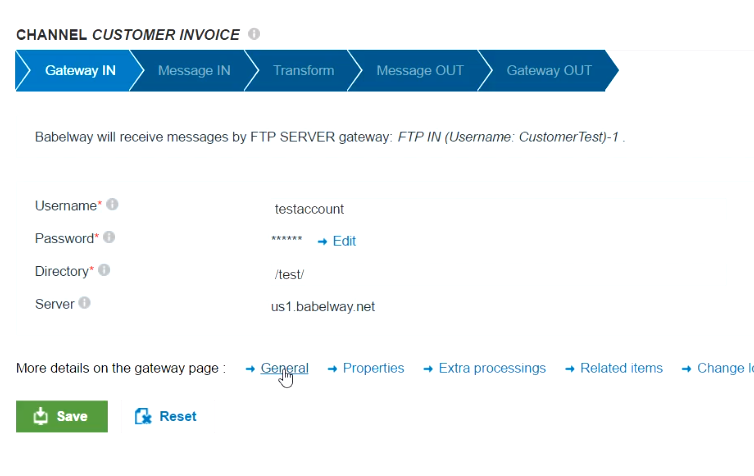 CHANNEL CUSTOMER INVOICE
Gateway IN Message IN Transform Message OUT Gateway OUT
Babelway will receive messages by FTP SERVER gateway: FTP IN (Username: CustomerTest)-1 .
Username* testaccount
Password* ****** → Edit
Directory* /test/
Server us1.babelway.net
More details on the gateway page : → General → Properties → Extra processings → Related items → Change
Save Reset